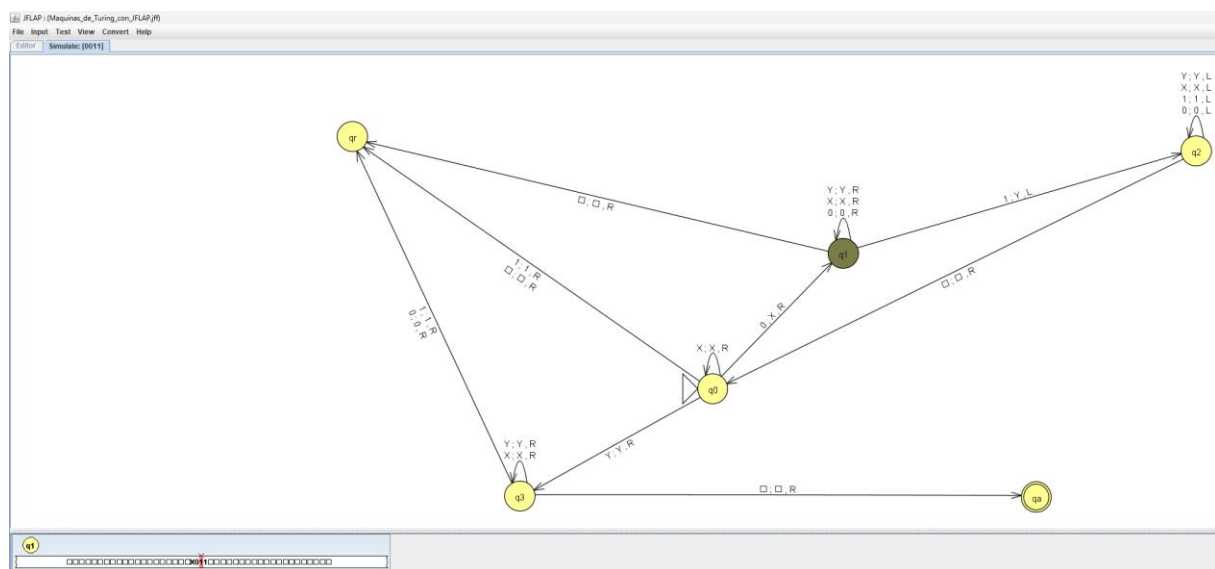 JFLAP : (Maquinas_de_Turing_con_JFLAP.jff)
File Input Test View Convert Help
Editor Simulate: [0011]
Y ; Y , L
X ; X , L
1 ; 1 , L
0 ; 0 , L
qr
q2
Y ; Y , R
X ; X , R
0 ; 0 , R
□ ; □ , R
1 ; Y , L
q1
1 ; 1 , R
□ ; □ , R
□ ; □ , R
1 ; 1 , R
0 ; 0 , R
0 ; X , R
X ; X , R
q0
Y ; Y , R
Y ; Y , R
X ; X , R
□ ; □ , R
q3
qa
q1
□□□□□□□□□□□□□□□□□□□□X011□□□□□□□□□□□□□□□□□□□□